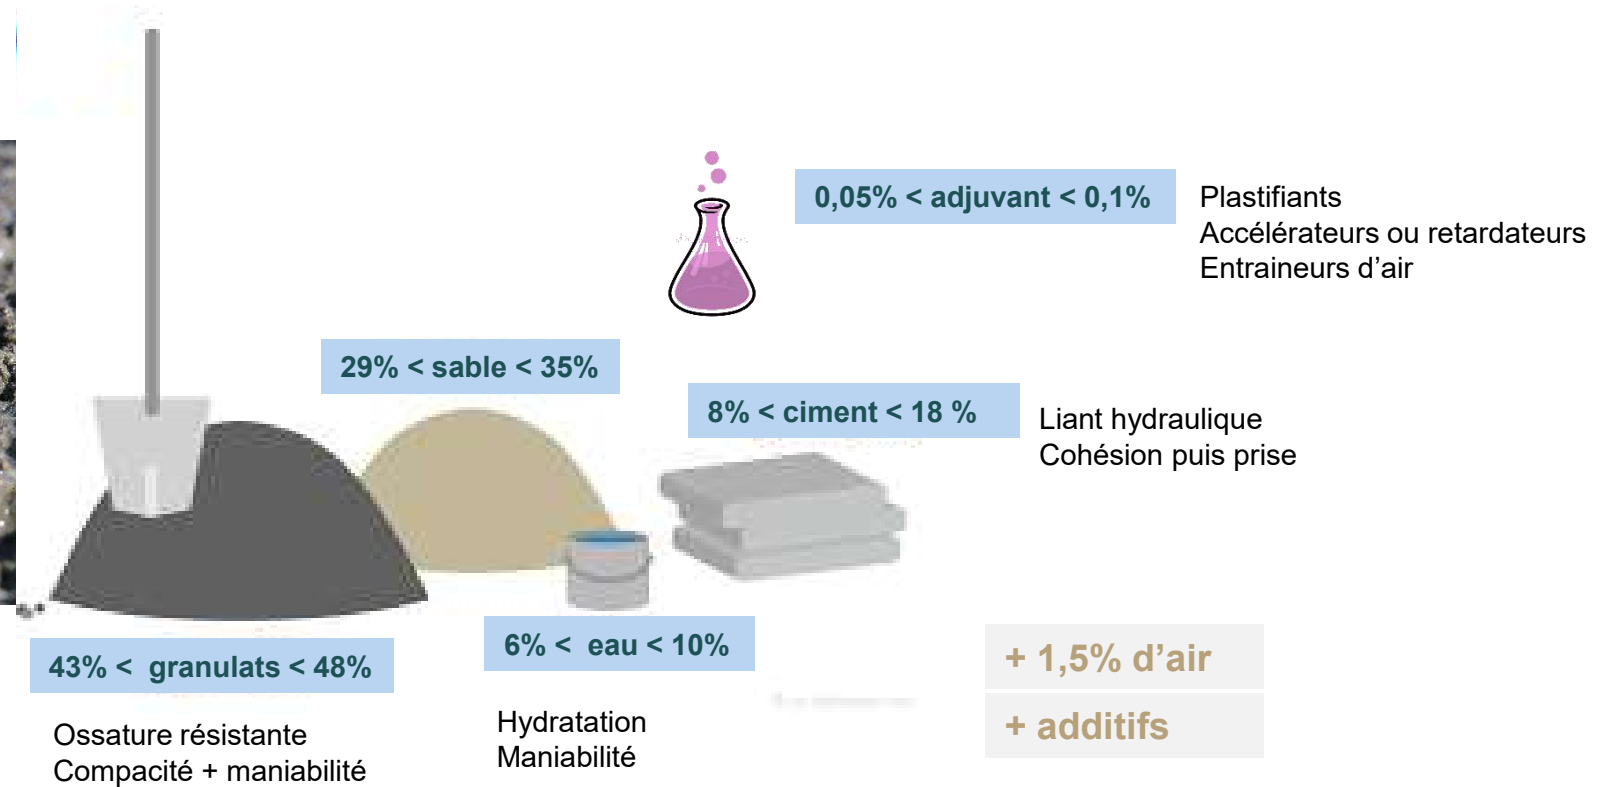 0,05% < adjuvant < 0,1%
Plastifiants
Accélérateurs ou retardateurs
Entraineurs d’air
29% < sable < 35%
8% < ciment < 18 %
Liant hydraulique
Cohésion puis prise
43% < granulats < 48%
Ossature résistante
Compacité + maniabilité
6% < eau < 10%
Hydratation
Maniabilité
+ 1,5% d’air
+ additifs